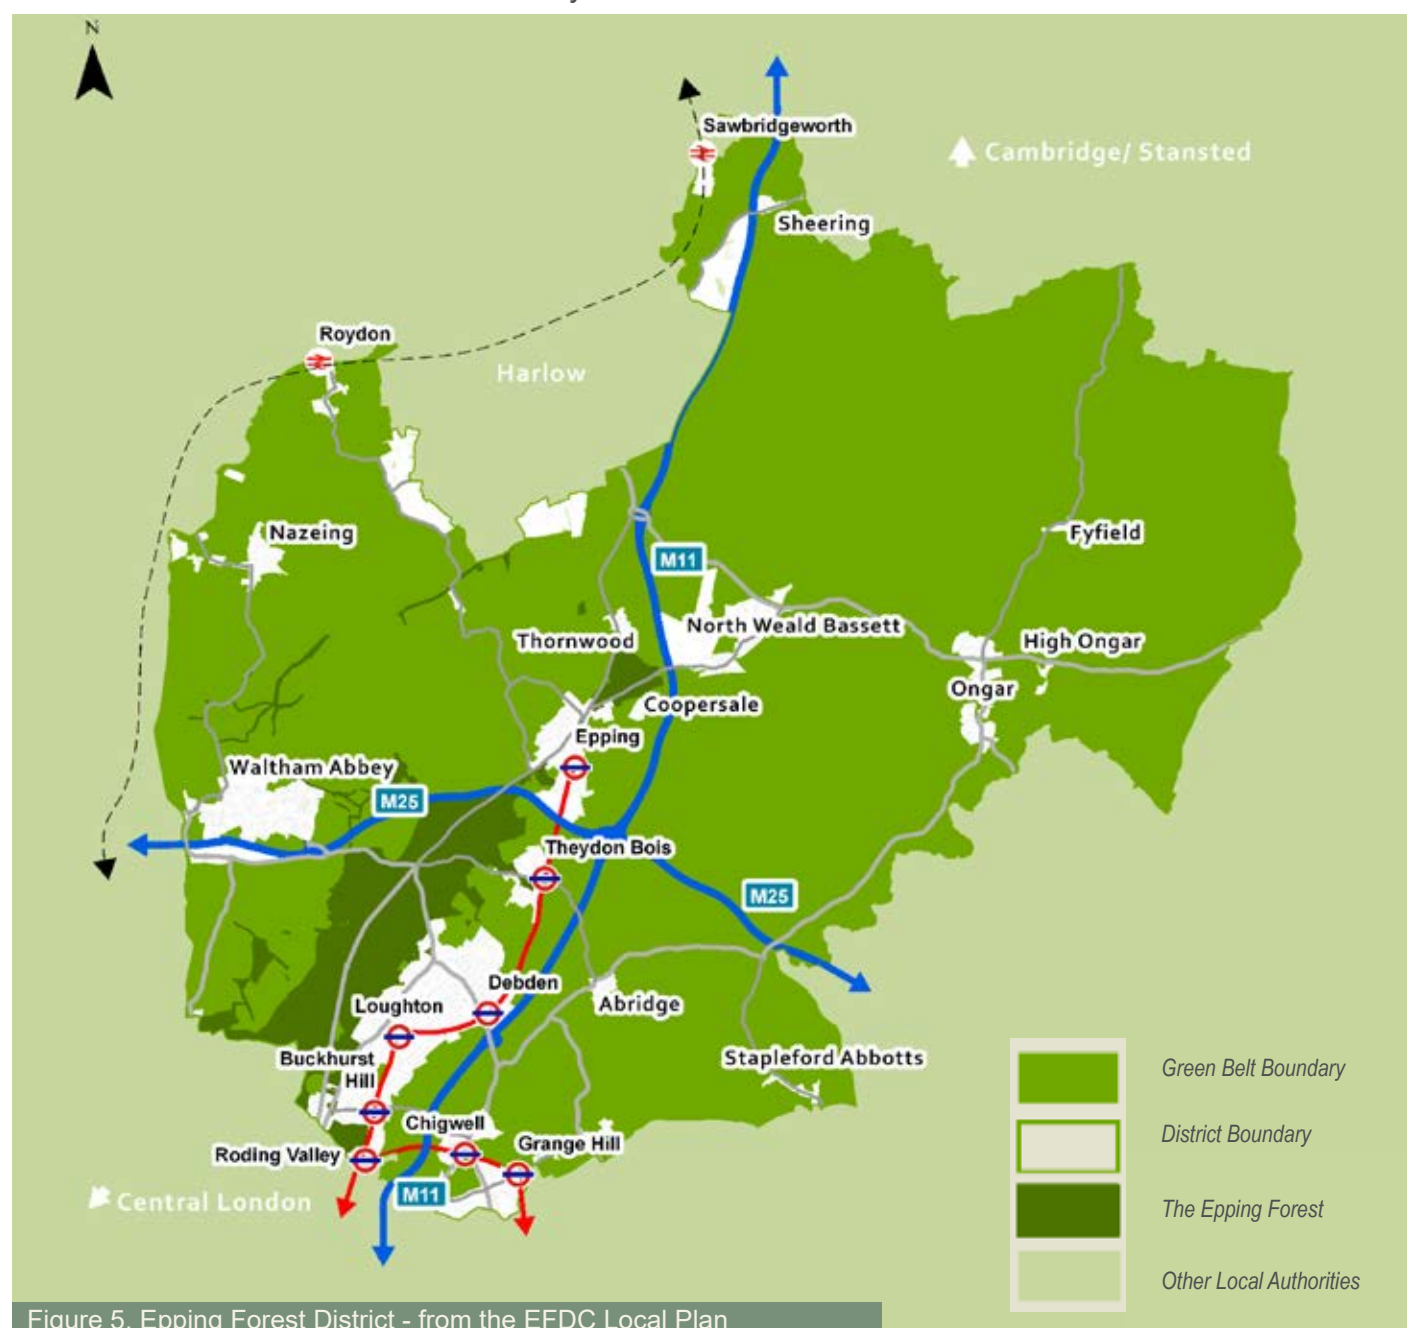 N
Sawbridgeworth
Cambridge/ Stansted
Sheering
Roydon
Harlow
Nazeing
Fyfield
M11
North Weald Bassett
Thornwood
High Ongar
Ongar
Coopersale
Epping
Waltham Abbey
M25
Theydon Bois
M25
Debden
Loughton
Abridge
Buckhurst
Hill
Stapleford Abbotts
Chigwell
Grange Hill
Roding Valley
M11
Central London
Green Belt Boundary
District Boundary
The Epping Forest
Other Local Authorities
Figure 5. Epping Forest District - from the EFDC Local Plan